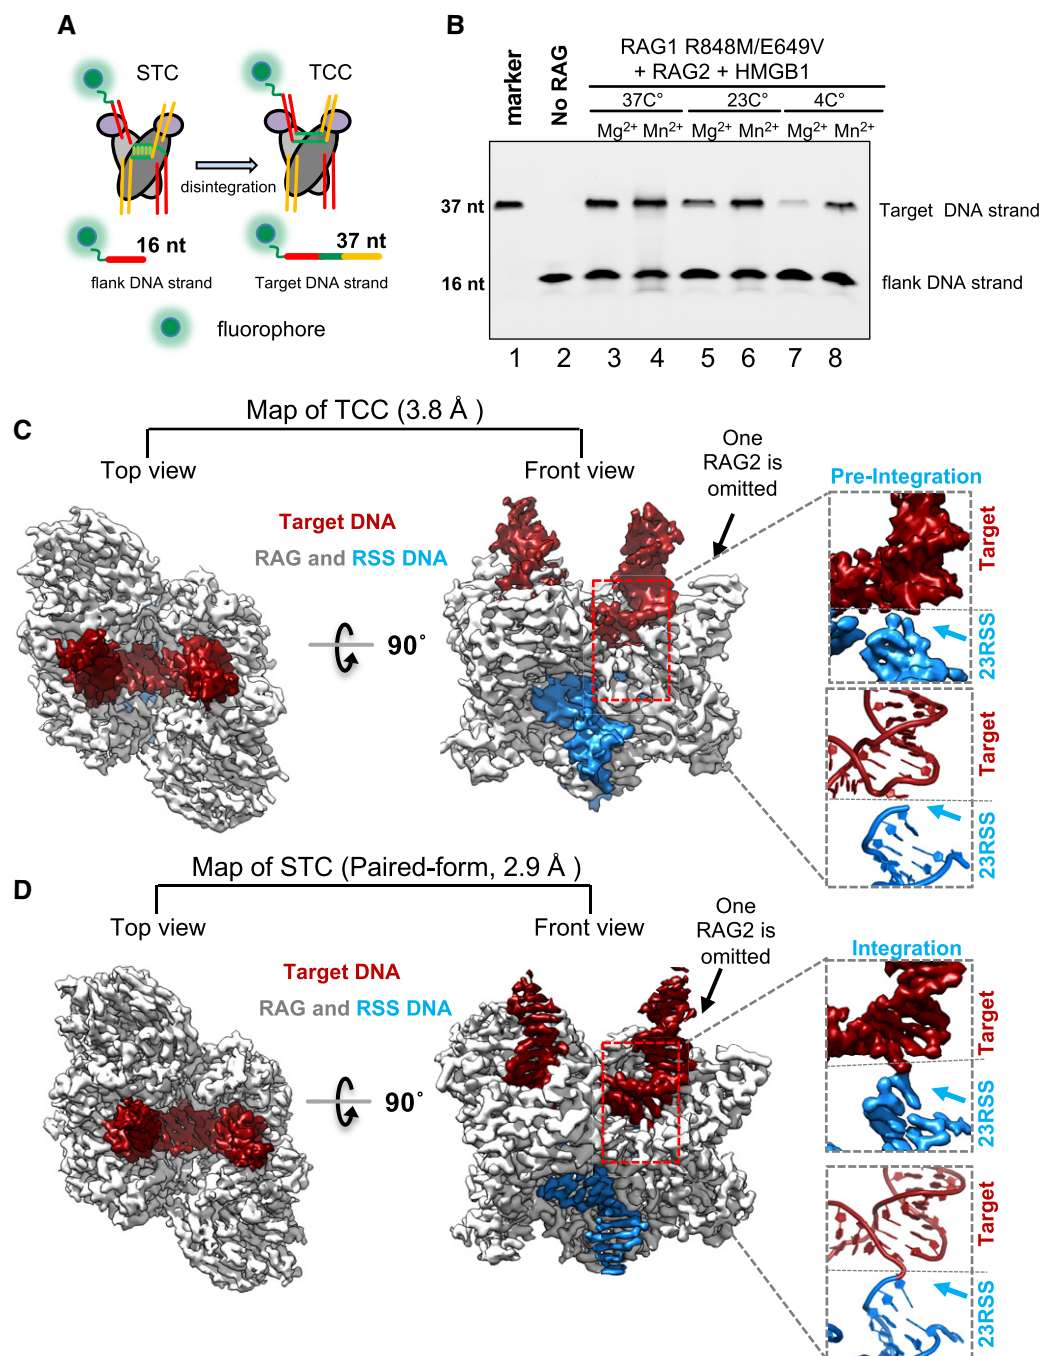 A
STC
TCC
disintegration
16 nt
37 nt
flank DNA strand
Target DNA strand
fluorophore
B
marker
No RAG
RAG1 R848M/E649V
+ RAG2 + HMGB1
37C°
23C°
4C°
Mg2+ Mn2+ Mg2+ Mn2+ Mg2+ Mn2+
37 nt
Target DNA strand
16 nt
flank DNA strand
1 2 3 4 5 6 7 8
C
Map of TCC (3.8 Å )
Top view
Front view
One
RAG2 is
omitted
Target DNA
RAG and RSS DNA
90°
Pre-Integration
Target
23RSS
Target
23RSS
D
Map of STC (Paired-form, 2.9 Å )
Top view
Front view
One
RAG2 is
omitted
Target DNA
RAG and RSS DNA
90°
Integration
Target
23RSS
Target
23RSS